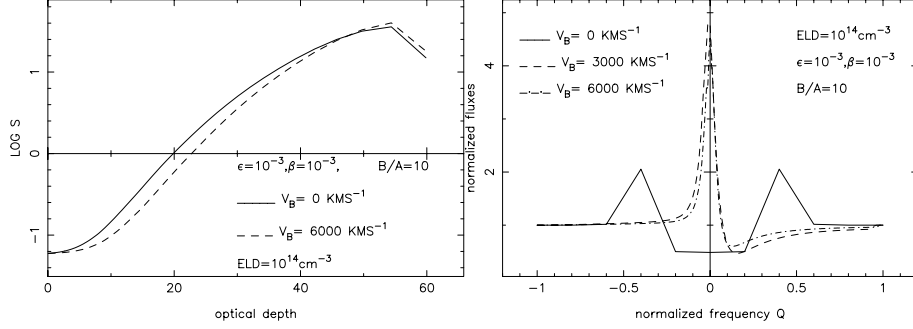 LOG S
1
0
−1
ϵ=10⁻³,β=10⁻³, B/A=10
V_B= 0 KMS⁻¹
V_B= 6000 KMS⁻¹
ELD=10¹⁴cm⁻³
0 20 40 60
optical depth
normalized fluxes
4
2
V_B= 0 KMS⁻¹
V_B= 3000 KMS⁻¹
V_B= 6000 KMS⁻¹
ELD=10¹⁴cm⁻³
ϵ=10⁻³,β=10⁻³
B/A=10
−1 −0.5 0 0.5 1
normalized frequency Q